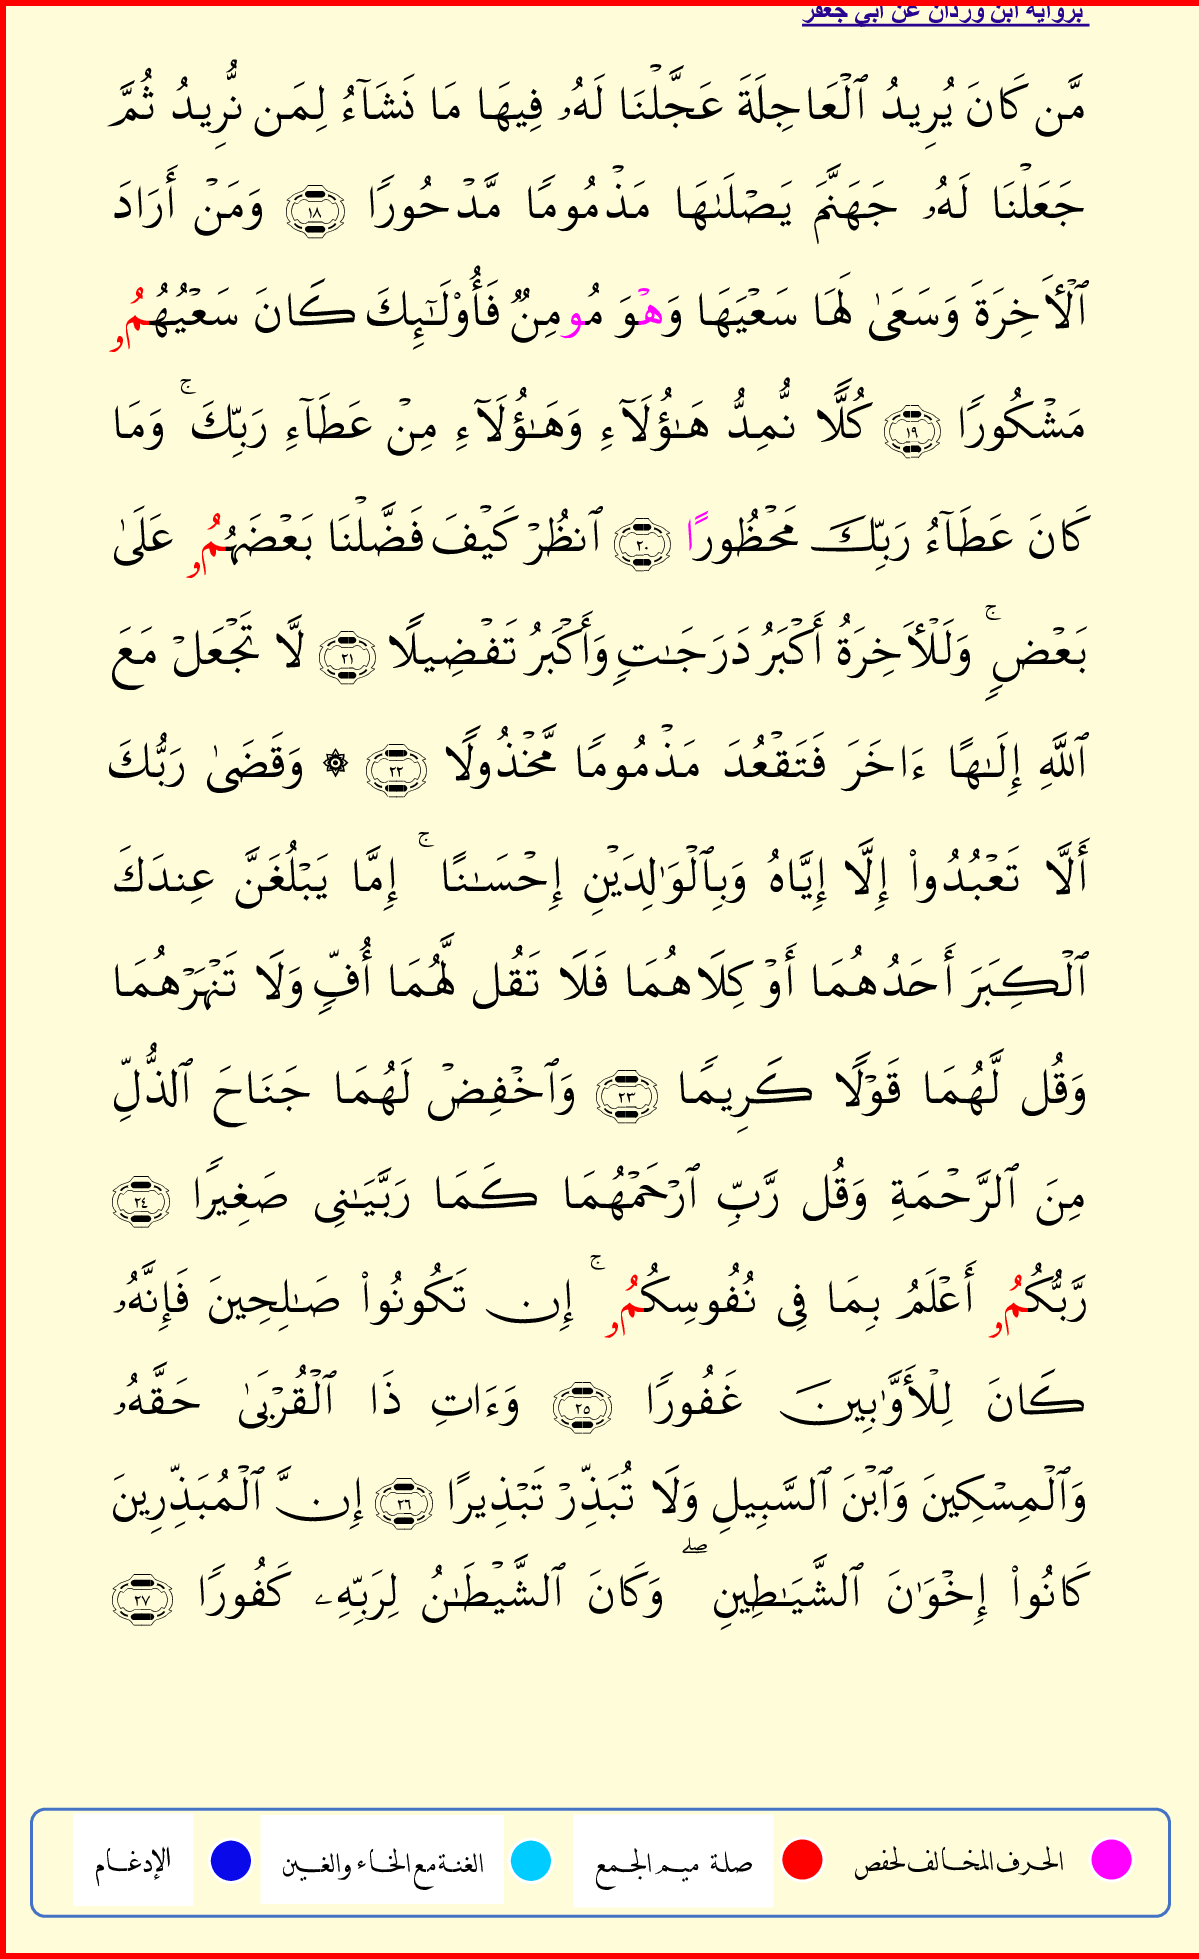 برواية ابن وردان عن أبي جعفر
مَّن كَانَ يُرِيدُ ٱلۡعَاجِلَةَ عَجَّلۡنَا لَهُۥ فِيهَا مَا نَشَآءُ لِمَن نُّرِيدُ ثُمَّ
جَعَلۡنَا لَهُۥ جَهَنَّمَ يَصۡلَىٰهَا مَذۡمُومًا مَّدۡحُورًا ١٨ وَمَنۡ أَرَادَ
ٱلۡأٓخِرَةَ وَسَعَىٰ لَهَا سَعۡيَهَا وَهۡوَ مُومِنٌ فَأُوْلَٰٓئِكَ كَانَ سَعۡيُهُمُۥ
مَشۡكُورًا ١٩ كُلًّا نُّمِدُّ هَٰٓؤُلَآءِ وَهَٰٓؤُلَآءِ مِنۡ عَطَآءِ رَبِّكَۚ وَمَا
كَانَ عَطَآءُ رَبِّكَ مَحۡظُورًا ٢٠ ٱنظُرۡ كَيۡفَ فَضَّلۡنَا بَعۡضَهُمُۥ عَلَىٰ
بَعۡضٖۚ وَلَلۡأٓخِرَةُ أَكۡبَرُ دَرَجَٰتٖ وَأَكۡبَرُ تَفۡضِيلًا ٢١ لَّا تَجۡعَلۡ مَعَ
ٱللَّهِ إِلَٰهًا ءَاخَرَ فَتَقۡعُدَ مَذۡمُومًا مَّخۡذُولًا ٢٢ ۞ وَقَضَىٰ رَبُّكَ
أَلَّا تَعۡبُدُواْ إِلَّا إِيَّاهُ وَبِٱلۡوَٰلِدَيۡنِ إِحۡسَٰنًاۚ إِمَّا يَبۡلُغَنَّ عِندَكَ
ٱلۡكِبَرَ أَحَدُهُمَا أَوۡ كِلَاهُمَا فَلَا تَقُل لَّهُمَا أُفّٖ وَلَا تَنۡهَرۡهُمَا
وَقُل لَّهُمَا قَوۡلًا كَرِيمًا ٢٣ وَٱخۡفِضۡ لَهُمَا جَنَاحَ ٱلذُّلِّ
مِنَ ٱلرَّحۡمَةِ وَقُل رَّبِّ ٱرۡحَمۡهُمَا كَمَا رَبَّيَانِي صَغِيرًا ٢٤
رَّبُّكُمُۥ أَعۡلَمُ بِمَا فِي نُفُوسِكُمُۥۚ إِن تَكُونُواْ صَٰلِحِينَ فَإِنَّهُۥ
كَانَ لِلۡأَوَّٰبِينَ غَفُورًا ٢٥ وَءَاتِ ذَا ٱلۡقُرۡبَىٰ حَقَّهُۥ
وَٱلۡمِسۡكِينَ وَٱبۡنَ ٱلسَّبِيلِ وَلَا تُبَذِّرۡ تَبۡذِيرًا ٢٦ إِنَّ ٱلۡمُبَذِّرِينَ
كَانُواْ إِخۡوَٰنَ ٱلشَّيَٰطِينِۖ وَكَانَ ٱلشَّيۡطَٰنُ لِرَبِّهِۦ كَفُورًا ٢٧
الحرف المخالف لحفص صلة ميم الجمع الغنة مع الخاء والغين الإدغام